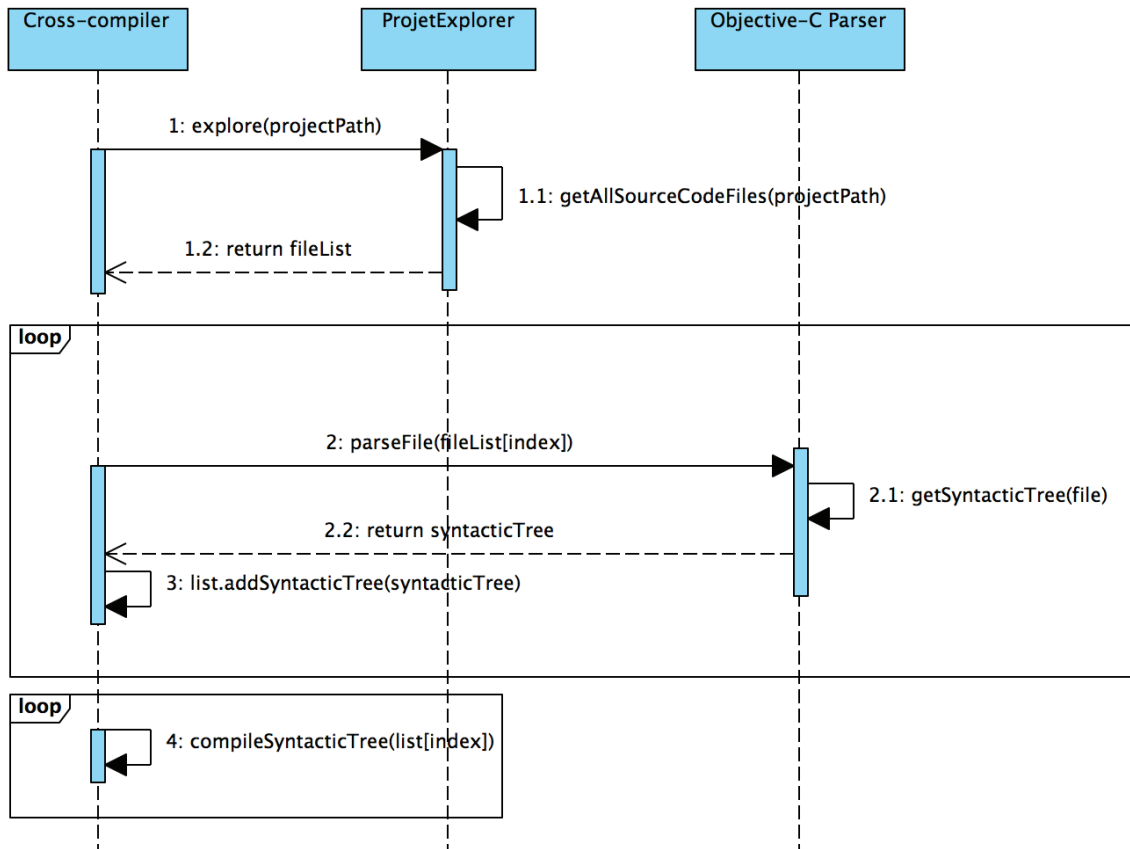 Cross-compiler
ProjetExplorer
Objective-C Parser
1: explore(projectPath)
1.1: getAllSourceCodeFiles(projectPath)
1.2: return fileList
loop
2: parseFile(fileList[index])
2.1: getSyntacticTree(file)
2.2: return syntacticTree
3: list.addSyntacticTree(syntacticTree)
loop
4: compileSyntacticTree(list[index])